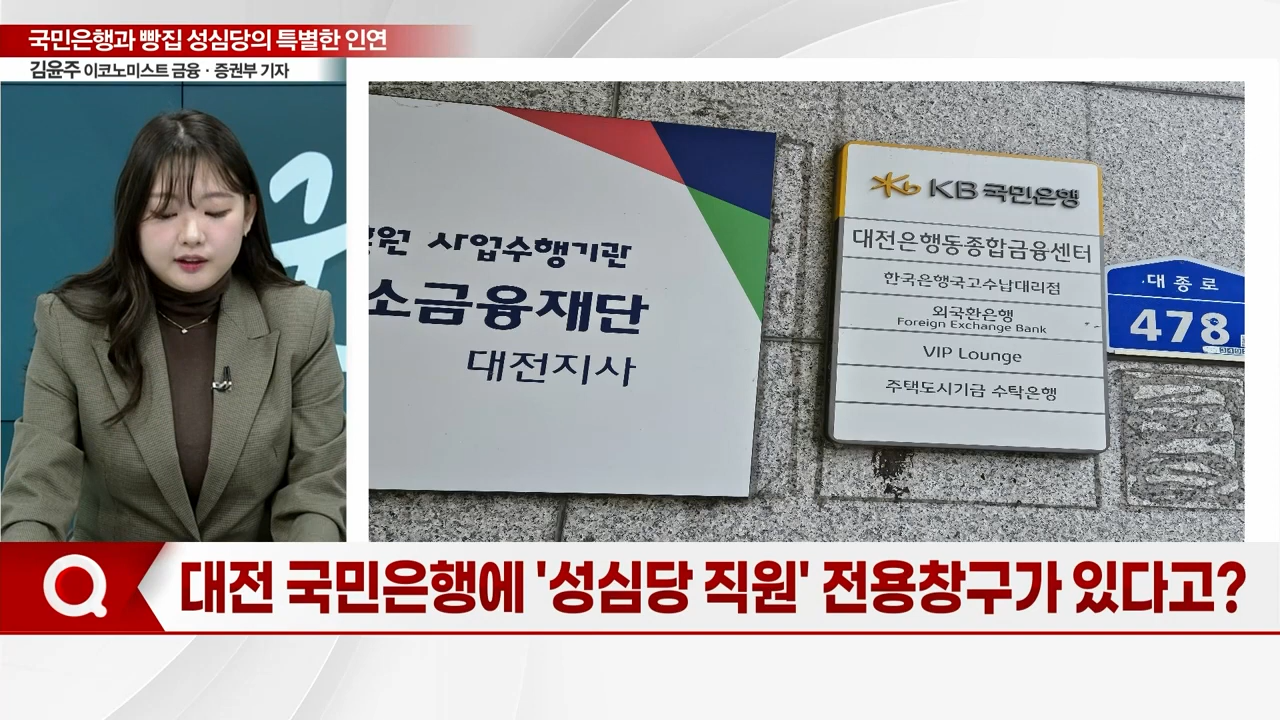 국민은행과 빵집 성심당의 특별한 인연
김윤주 이코노미스트 금융·증권부 기자
사업수행기관
소금융재단
대전지사
KB 국민은행
대전은행동종합금융센터
한국은행국고수납대리점
외국환은행
Foreign Exchange Bank
VIP Lounge
주택도시기금 수탁은행
대종로
478
Q 대전 국민은행에 '성심당 직원' 전용창구가 있다고?